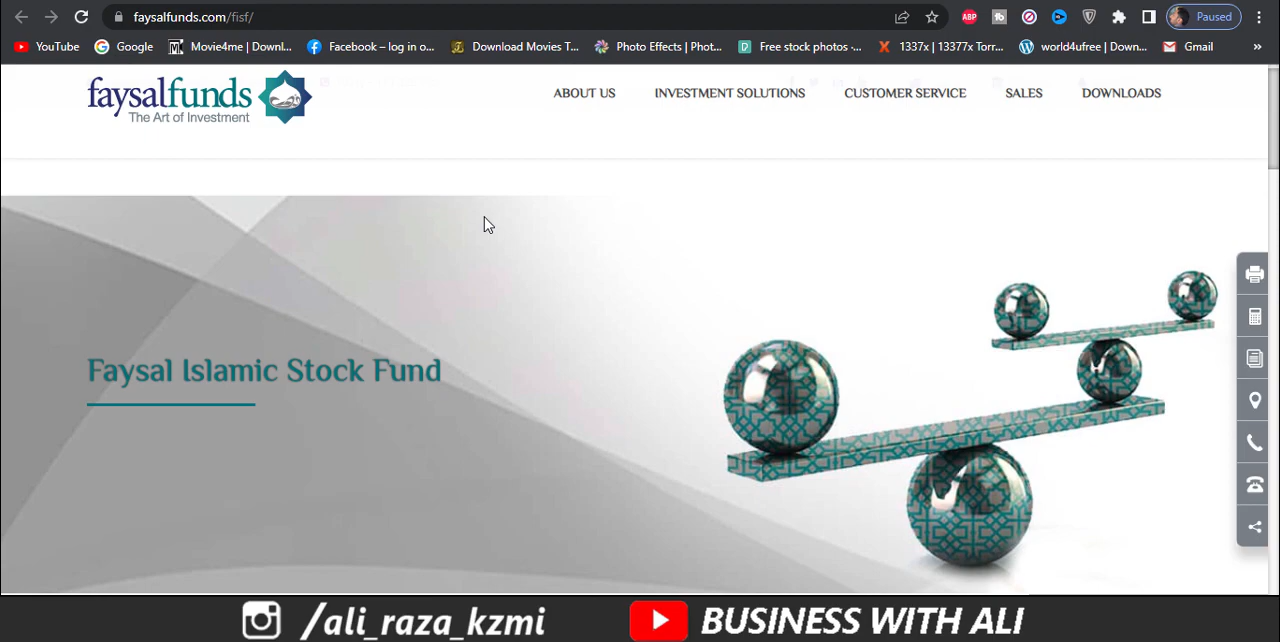 faysalfunds.com/fisf/
ABP
Paused
YouTube
Google
Movie4me | Downl...
Facebook – log in o...
Download Movies T...
Photo Effects | Phot...
Free stock photos -...
1337x | 13377x Torr...
world4ufree | Down...
Gmail
»
faysalfunds
The Art of Investment
ABOUT US
INVESTMENT SOLUTIONS
CUSTOMER SERVICE
SALES
DOWNLOADS
Faysal Islamic Stock Fund
/ali_raza_kzmi
BUSINESS WITH ALI